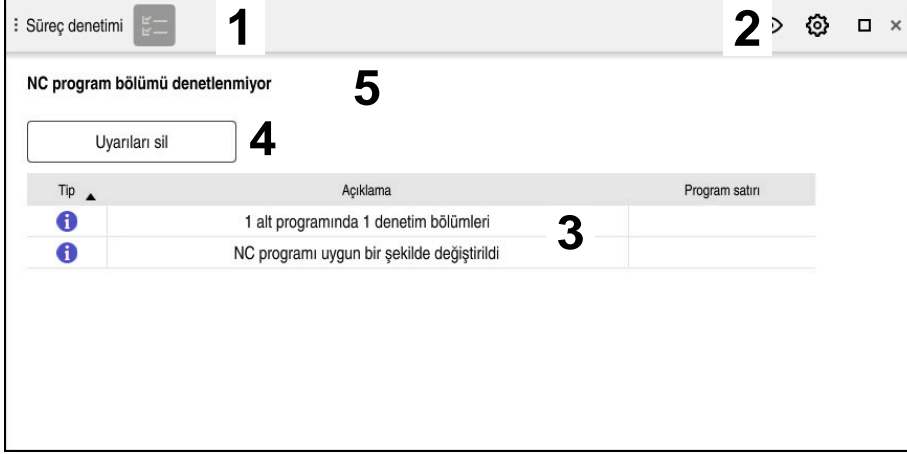 Süreç denetimi 1 2
NC program bölümü denetlenmiyor 5
Uyarıları sil 4
Tip Açıklama Program satırı
1 alt programında 1 denetim bölümleri 3
NC programı uygun bir şekilde değiştirildi